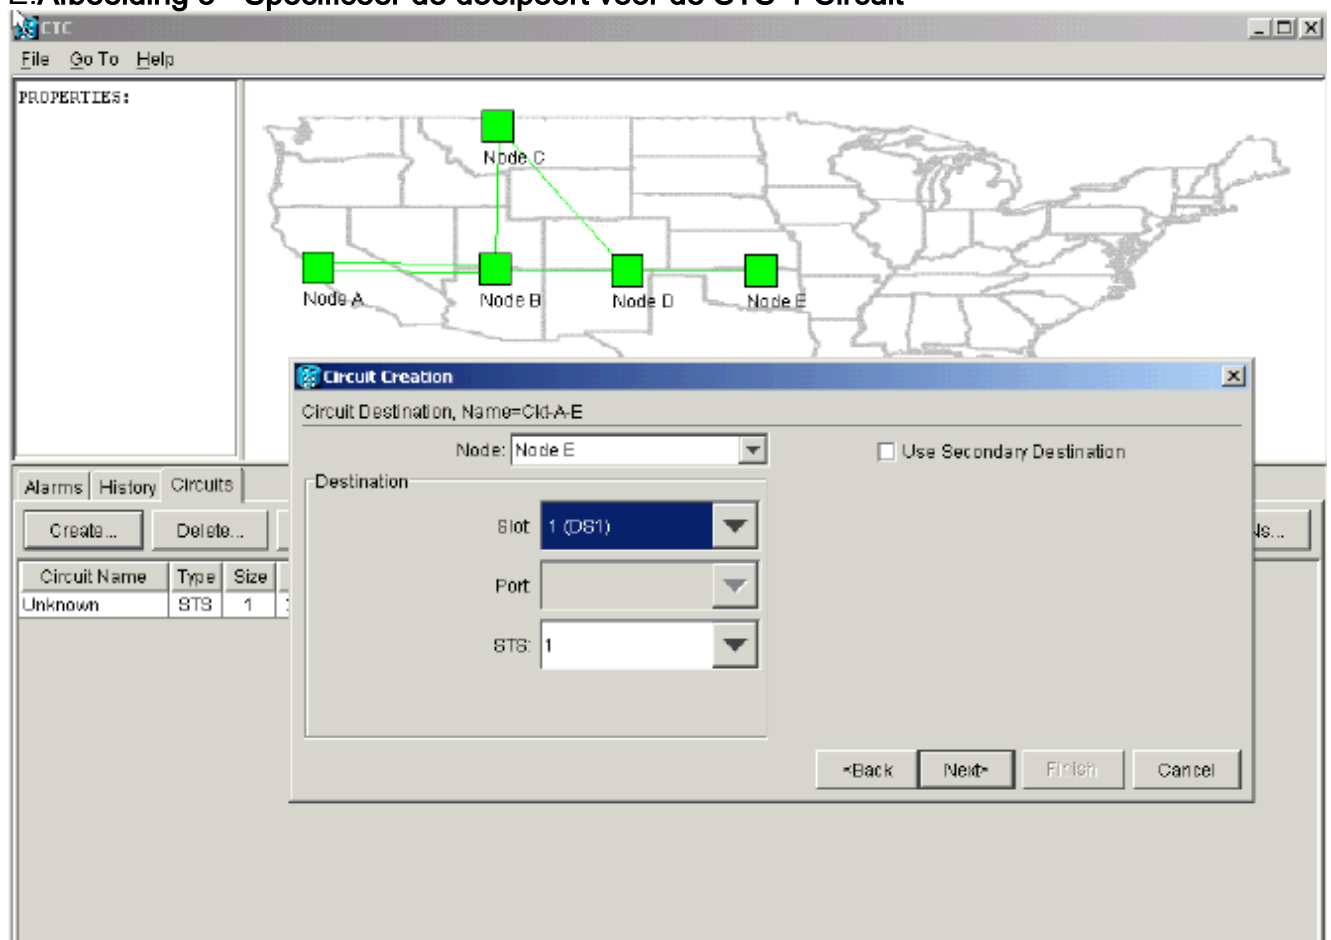 CTC
File Go To Help
PROPERTIES:
Node C
Node A
Node B
Node D
Node E
Circuit Creation
Circuit Destination, Name=Ckt-A-E
Node: Node E
Use Secondary Destination
Destination
Slot: 1 (DS1)
Port:
STS: 1
<Back Next> Finish Cancel
Alarms History Circuits
Create... Delete...
Circuit Name Type Size
Unknown STS 1